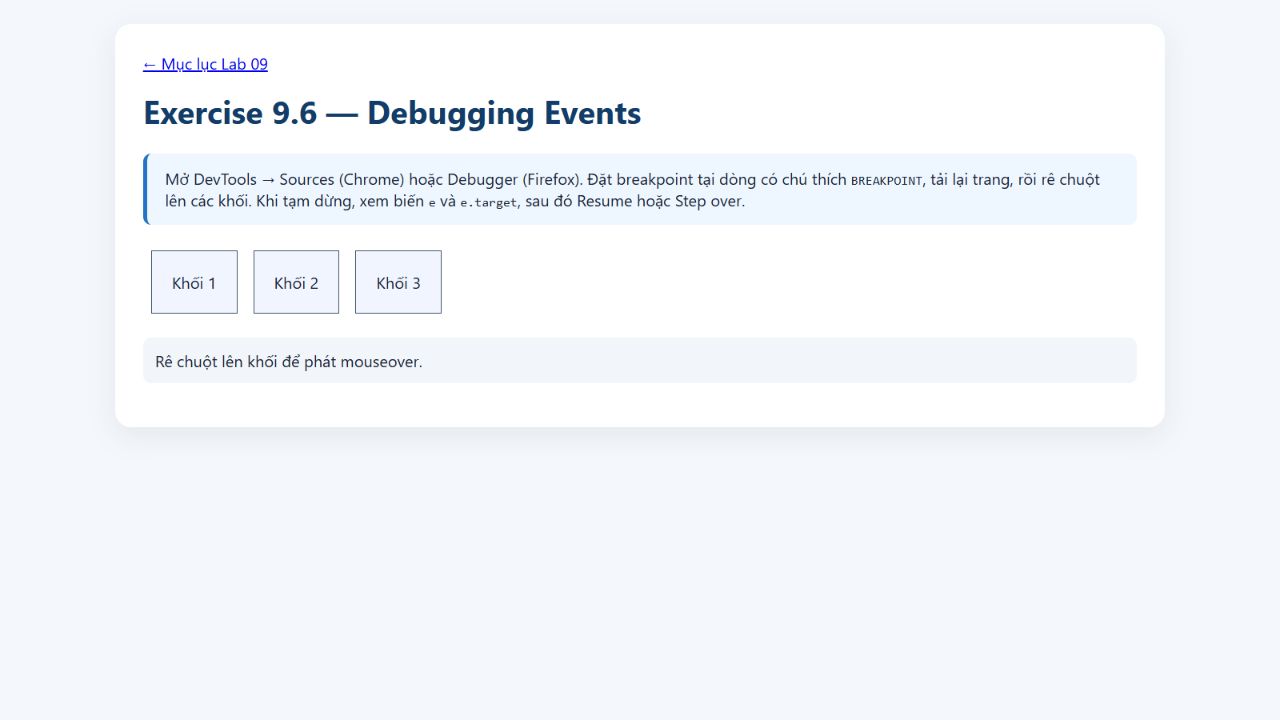 ← Mục lục Lab 09
Exercise 9.6 — Debugging Events
Mở DevTools → Sources (Chrome) hoặc Debugger (Firefox). Đặt breakpoint tại dòng có chú thích BREAKPOINT, tải lại trang, rồi rê chuột
lên các khối. Khi tạm dừng, xem biến e và e.target, sau đó Resume hoặc Step over.
Khối 1 Khối 2 Khối 3
Rê chuột lên khối để phát mouseover.